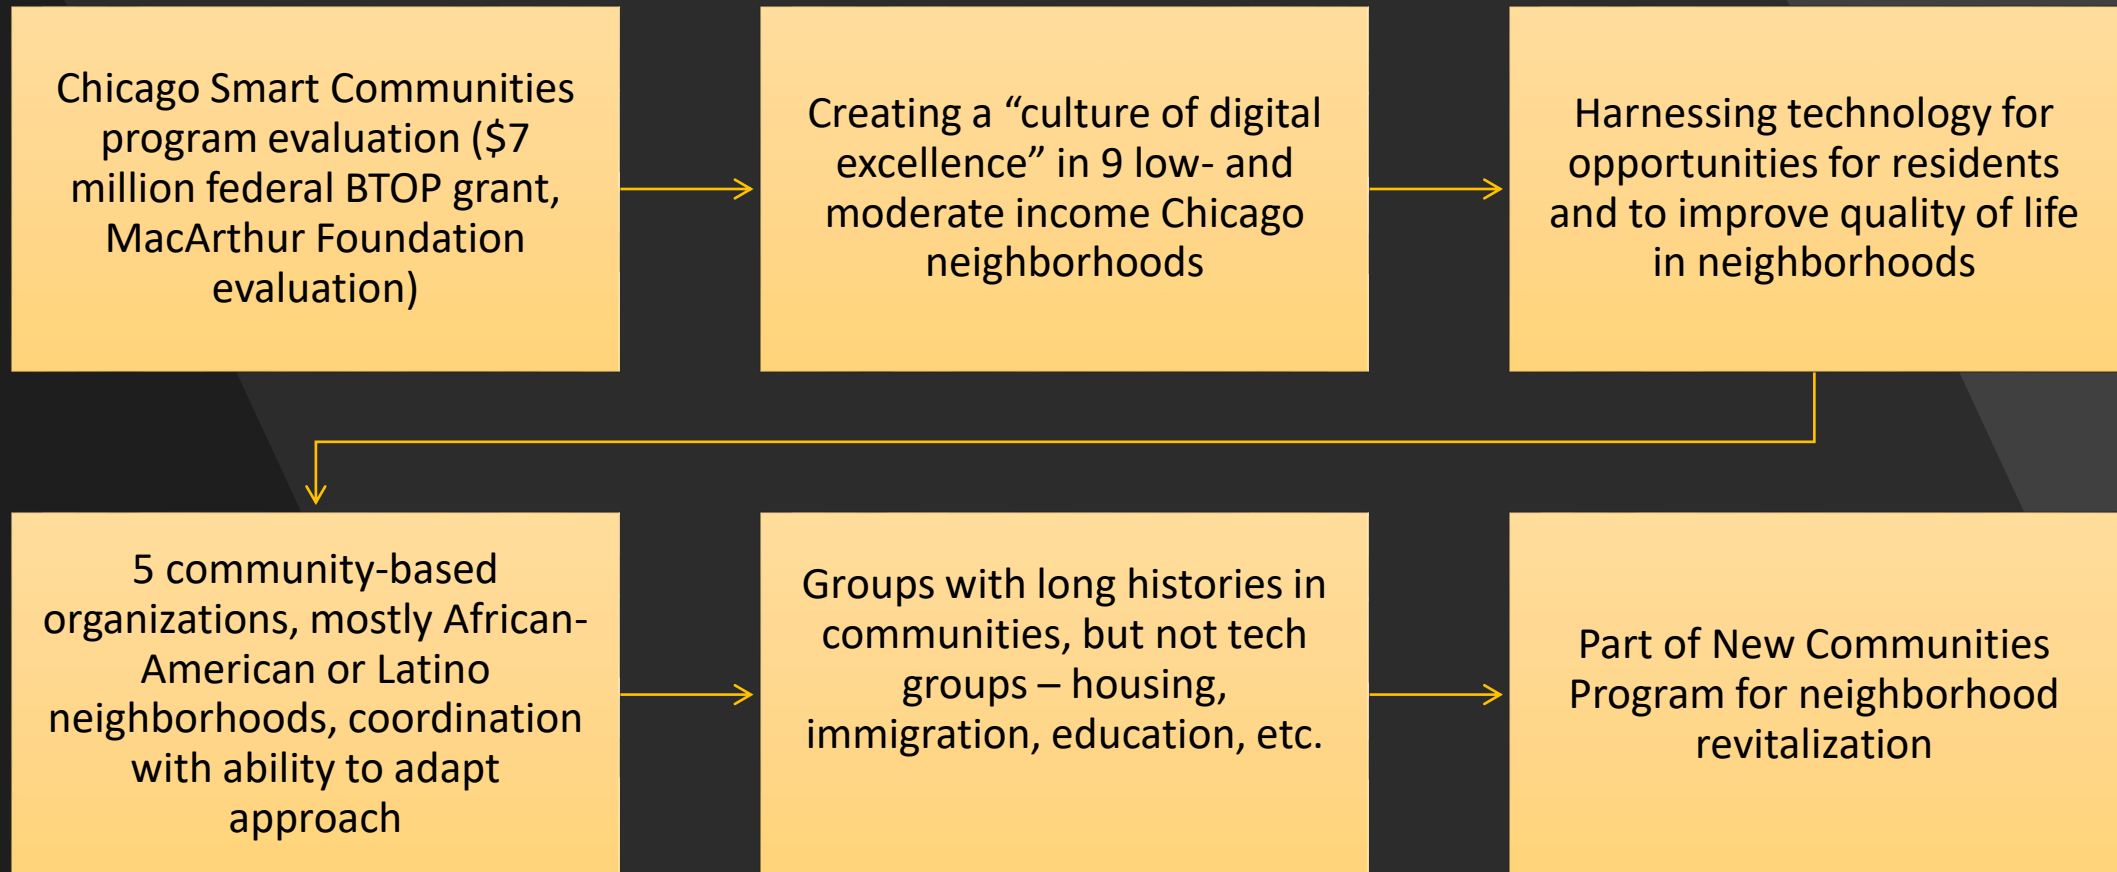 Chicago Smart Communities
program evaluation ($7
million federal BTOP grant,
MacArthur Foundation
evaluation)
Creating a “culture of digital
excellence” in 9 low- and
moderate income Chicago
neighborhoods
Harnessing technology for
opportunities for residents
and to improve quality of life
in neighborhoods
5 community-based
organizations, mostly African-
American or Latino
neighborhoods, coordination
with ability to adapt
approach
Groups with long histories in
communities, but not tech
groups – housing,
immigration, education, etc.
Part of New Communities
Program for neighborhood
revitalization